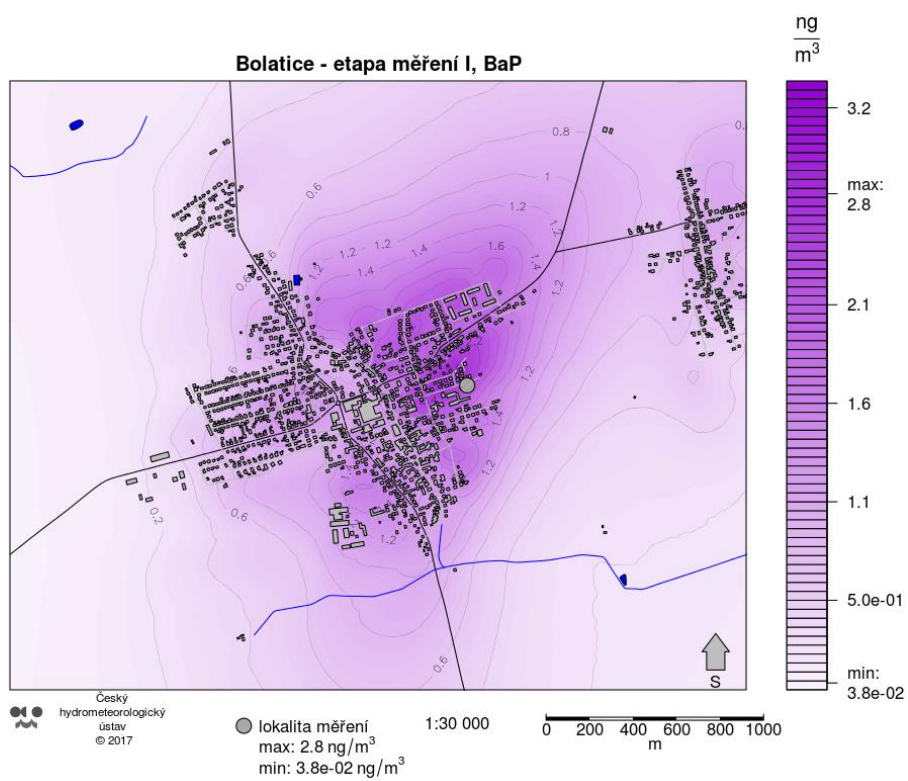 ng
m³
Bolatice - etapa měření I, BaP
3.2
max:
2.8
2.1
1.6
1.1
5.0e-01
min:
3.8e-02
0.8
1
1.2
0.6
1.2
1.2
1.4
1.6
1.2
1.4
1.2
1.4
1.2
0.6
1.2
1.4
1.2
0.2
0.6
1.2
0.6
S
Český
hydrometeorologický
ústav
© 2017
lokalita měření
max: 2.8 ng/m³
min: 3.8e-02 ng/m³
1:30 000
0 200 400 600 800 1000
m